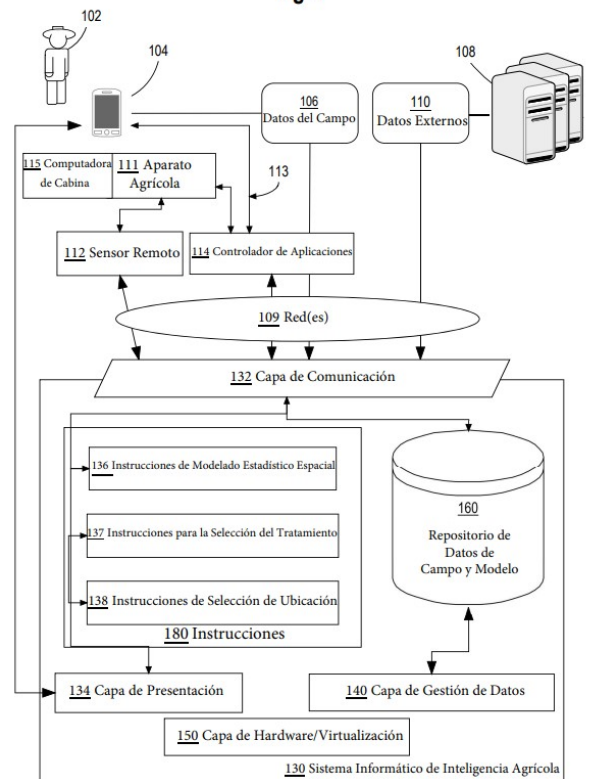 102
104
108
106
Datos del Campo
110
Datos Externos
115 Computadora
de Cabina
111 Aparato
Agrícola
113
112 Sensor Remoto
114 Controlador de Aplicaciones
109 Red(es)
132 Capa de Comunicación
136 Instrucciones de Modelado Estadístico Espacial
137 Instrucciones para la Selección del Tratamiento
138 Instrucciones de Selección de Ubicación
180 Instrucciones
160
Repositorio de
Datos de
Campo y Modelo
134 Capa de Presentación
140 Capa de Gestión de Datos
150 Capa de Hardware/Virtualización
130 Sistema Informático de Inteligencia Agrícola